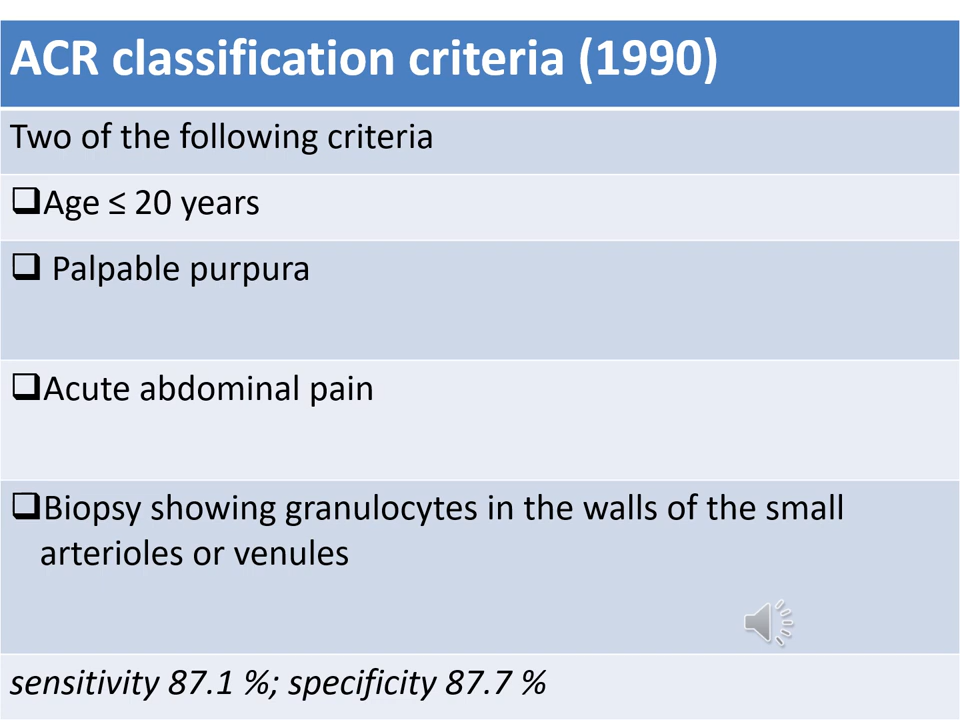 ACR classification criteria (1990)
Two of the following criteria
❑Age ≤ 20 years
❑ Palpable purpura
❑Acute abdominal pain
❑Biopsy showing granulocytes in the walls of the small
arterioles or venules
sensitivity 87.1 %; specificity 87.7 %